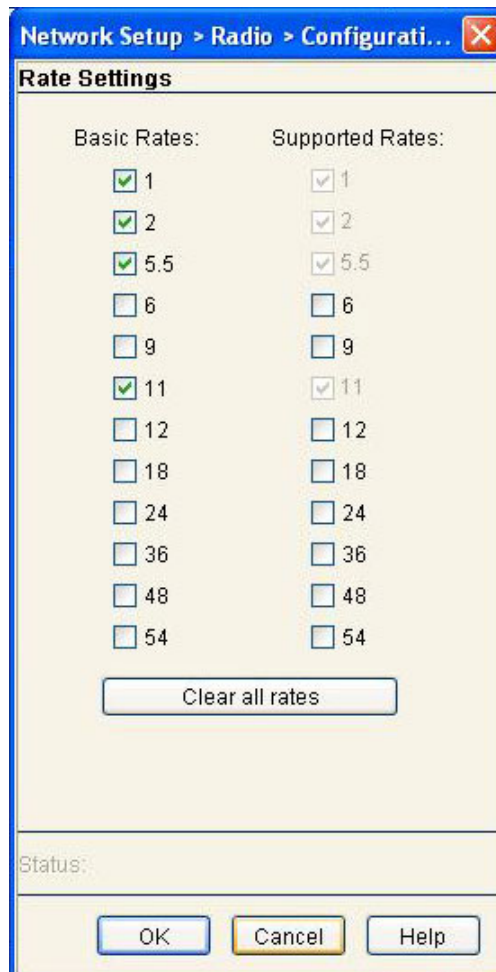 Network Setup > Radio > Configurati...
Rate Settings
Basic Rates: Supported Rates:
1 1
2 2
5.5 5.5
6 6
9 9
11 11
12 12
18 18
24 24
36 36
48 48
54 54
Clear all rates
Status:
OK Cancel Help